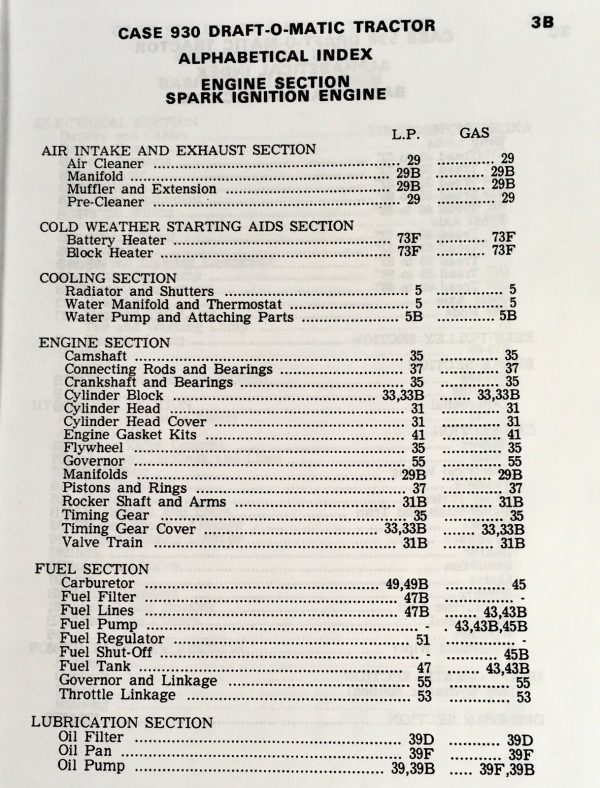 CASE 930 DRAFT-O-MATIC TRACTOR 3B
ALPHABETICAL INDEX
ENGINE SECTION
SPARK IGNITION ENGINE
L.P. GAS
AIR INTAKE AND EXHAUST SECTION
Air Cleaner ........ 29 ........ 29
Manifold ........ 29B ........ 29B
Muffler and Extension ........ 29B ........ 29B
Pre-Cleaner ........ 29 ........ 29
COLD WEATHER STARTING AIDS SECTION
Battery Heater ........ 73F ........ 73F
Block Heater ........ 73F ........ 73F
COOLING SECTION
Radiator and Shutters ........ 5 ........ 5
Water Manifold and Thermostat ........ 5 ........ 5
Water Pump and Attaching Parts ........ 5B ........ 5B
ENGINE SECTION
Camshaft ........ 35 ........ 35
Connecting Rods and Bearings ........ 37 ........ 37
Crankshaft and Bearings ........ 35 ........ 35
Cylinder Block ........ 33,33B ........ 33,33B
Cylinder Head ........ 31 ........ 31
Cylinder Head Cover ........ 31 ........ 31
Engine Gasket Kits ........ 41 ........ 41
Flywheel ........ 35 ........ 35
Governor ........ 55 ........ 55
Manifolds ........ 29B ........ 29B
Pistons and Rings ........ 37 ........ 37
Rocker Shaft and Arms ........ 31B ........ 31B
Timing Gear ........ 35 ........ 35
Timing Gear Cover ........ 33,33B ........ 33,33B
Valve Train ........ 31B ........ 31B
FUEL SECTION
Carburetor ........ 49,49B ........ 45
Fuel Filter ........ 47B ........ -
Fuel Lines ........ 47B ........ 43,43B
Fuel Pump ........ - . 43,43B,45B
Fuel Regulator ........ 51 ........ -
Fuel Shut-Off ........ - ........ 45B
Fuel Tank ........ 47 ........ 43,43B
Governor and Linkage ........ 55 ........ 55
Throttle Linkage ........ 53 ........ 53
LUBRICATION SECTION
Oil Filter ........ 39D ........ 39D
Oil Pan ........ 39F ........ 39F
Oil Pump ........ 39,39B ..... 39F,39B